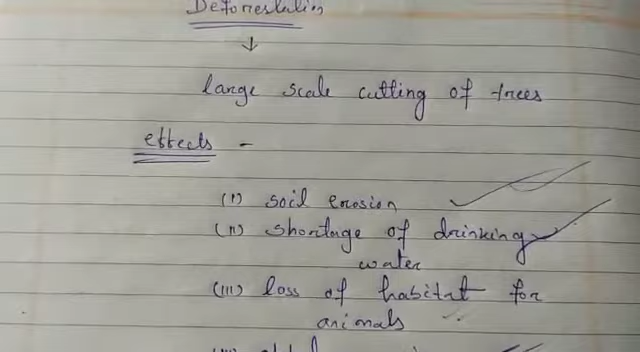 Deforestation
large scale cutting of trees
effects -
(i) soil erosion
(ii) shortage of drinking
water
(iii) loss of habitat for
animals